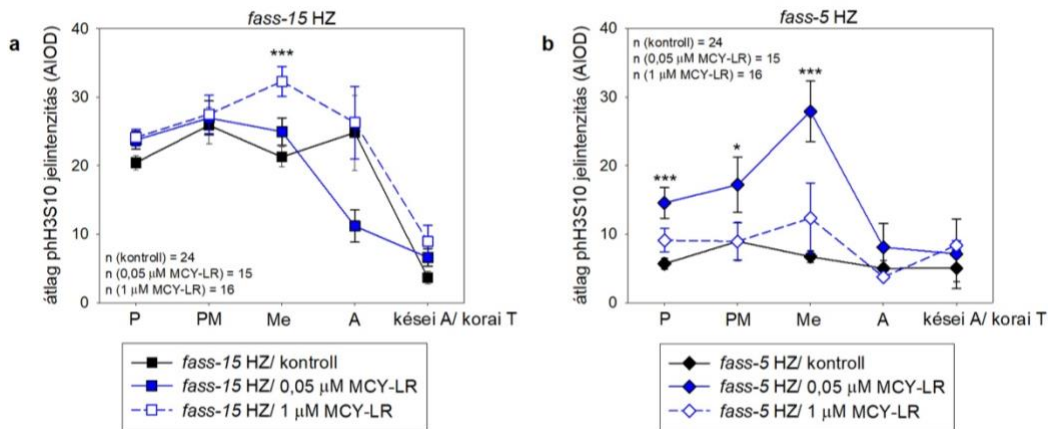 a
fass-15 HZ
átlag phH3S10 jelintenzitás (AIOD)
40
30
20
10
0
***
n (kontroll) = 24
n (0,05 μM MCY-LR) = 15
n (1 μM MCY-LR) = 16
P PM Me A kései A/ korai T
fass-15 HZ/ kontroll
fass-15 HZ/ 0,05 μM MCY-LR
fass-15 HZ/ 1 μM MCY-LR
b
fass-5 HZ
átlag phH3S10 jelintenzitás (AIOD)
40
30
20
10
0
n (kontroll) = 24
n (0,05 μM MCY-LR) = 15
n (1 μM MCY-LR) = 16
***
*
***
P PM Me A kései A/ korai T
fass-5 HZ/ kontroll
fass-5 HZ/ 0,05 μM MCY-LR
fass-5 HZ/ 1 μM MCY-LR